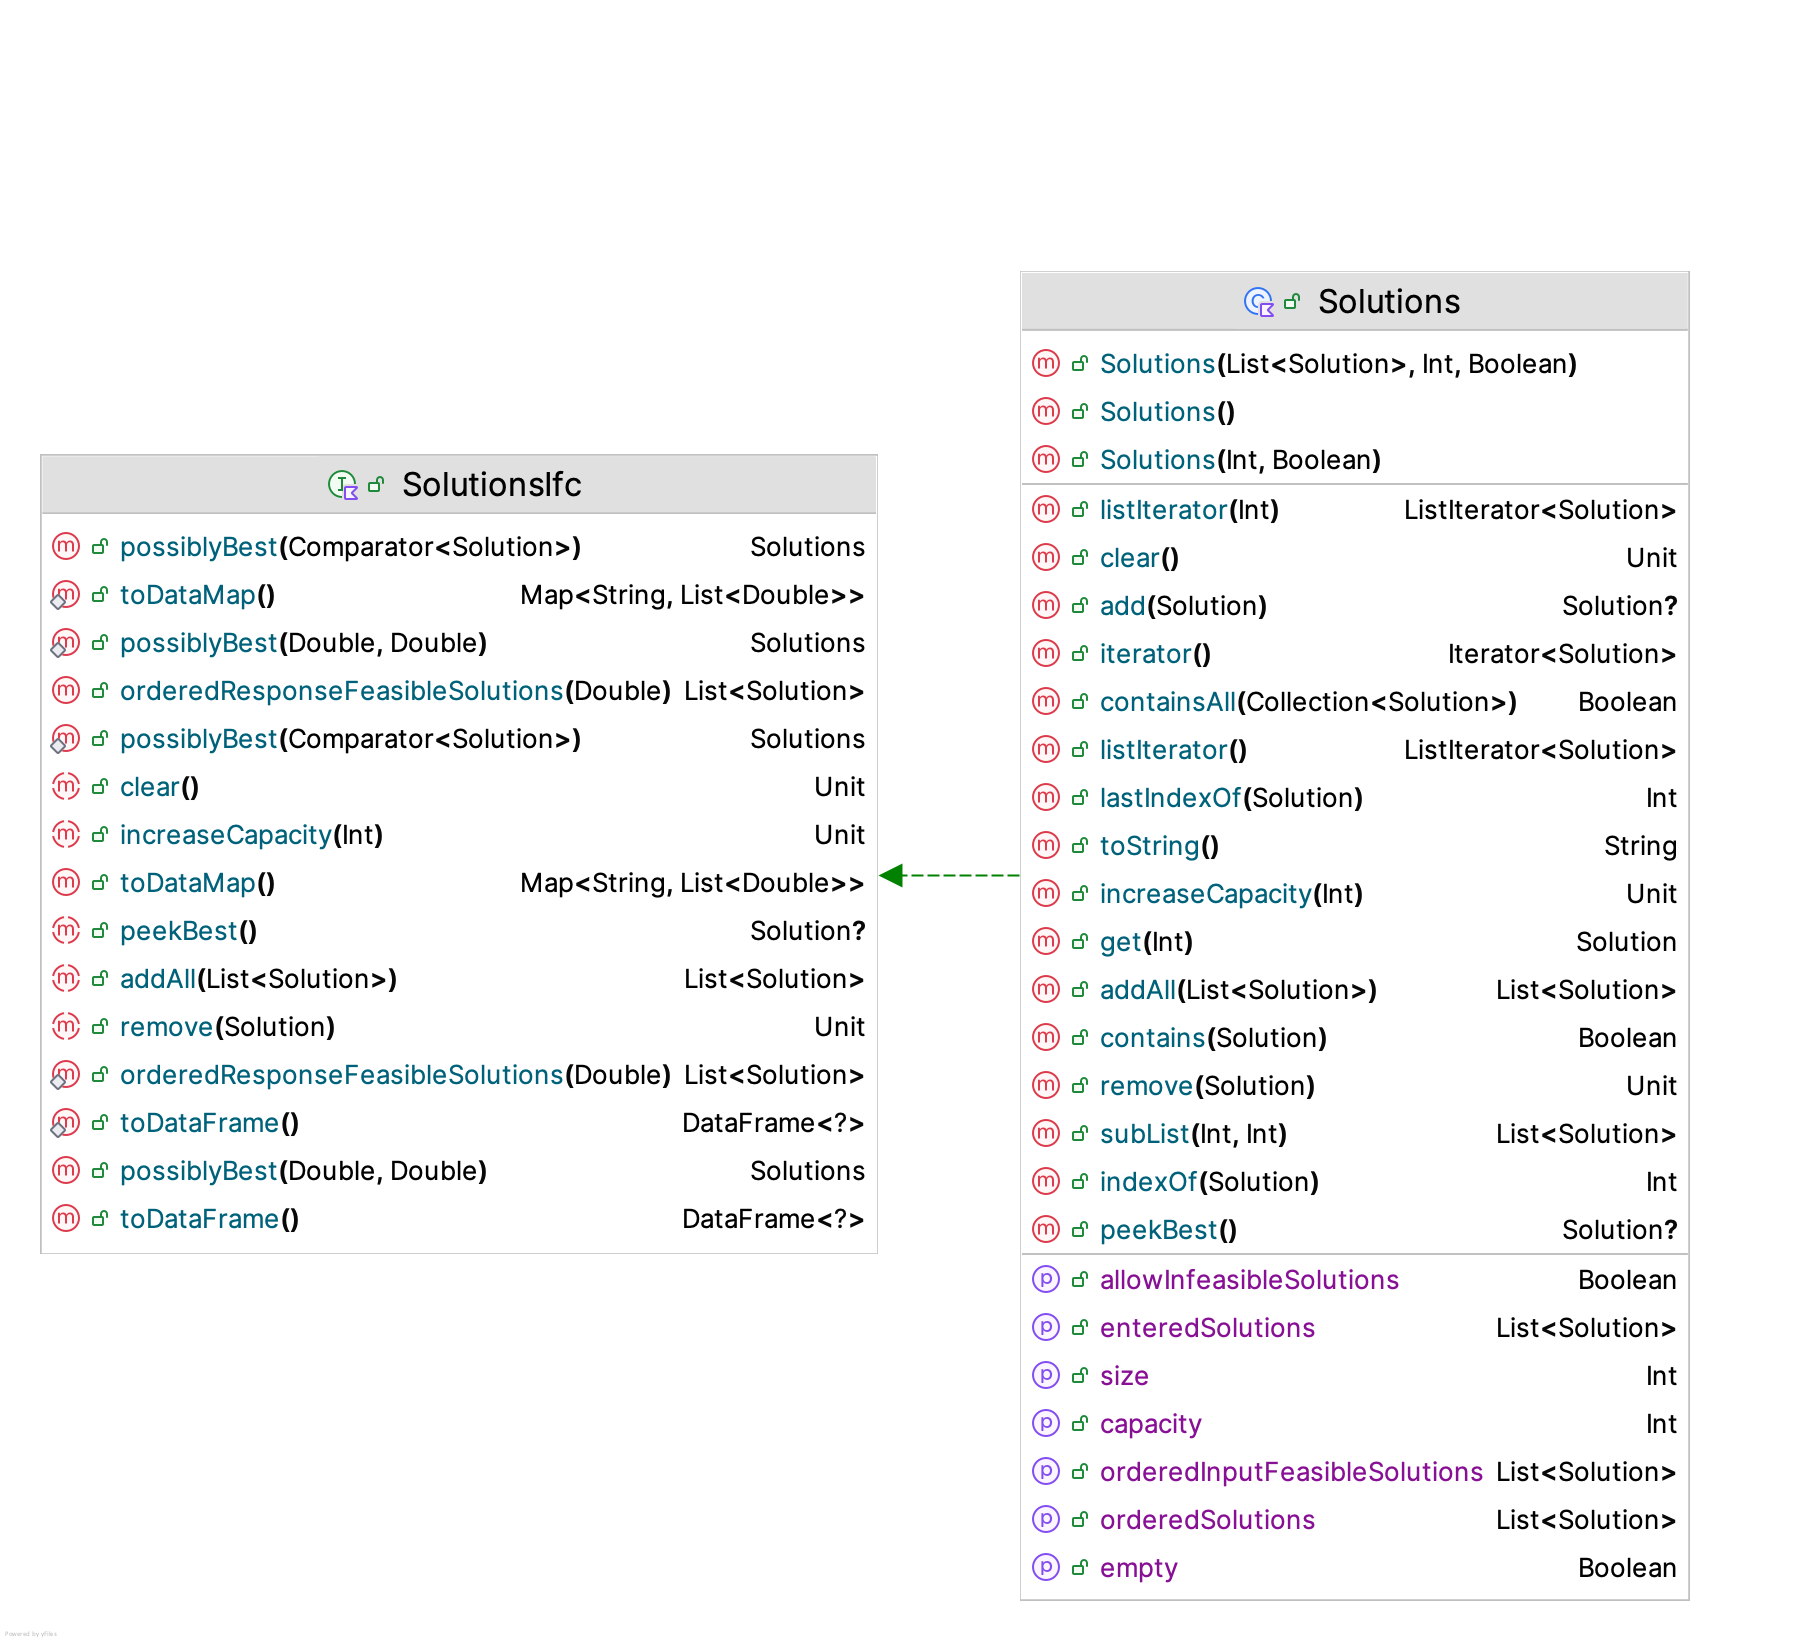 SolutionsIfc
possiblyBest(Comparator<Solution>) Solutions
toDataMap() Map<String, List<Double>>
possiblyBest(Double, Double) Solutions
orderedResponseFeasibleSolutions(Double) List<Solution>
possiblyBest(Comparator<Solution>) Solutions
clear() Unit
increaseCapacity(Int) Unit
toDataMap() Map<String, List<Double>>
peekBest() Solution?
addAll(List<Solution>) List<Solution>
remove(Solution) Unit
orderedResponseFeasibleSolutions(Double) List<Solution>
toDataFrame() DataFrame<?>
possiblyBest(Double, Double) Solutions
toDataFrame() DataFrame<?>
Solutions
Solutions(List<Solution>, Int, Boolean)
Solutions()
Solutions(Int, Boolean)
listIterator(Int) ListIterator<Solution>
clear() Unit
add(Solution) Solution?
iterator() Iterator<Solution>
containsAll(Collection<Solution>) Boolean
listIterator() ListIterator<Solution>
lastIndexOf(Solution) Int
toString() String
increaseCapacity(Int) Unit
get(Int) Solution
addAll(List<Solution>) List<Solution>
contains(Solution) Boolean
remove(Solution) Unit
subList(Int, Int) List<Solution>
indexOf(Solution) Int
peekBest() Solution?
allowInfeasibleSolutions Boolean
enteredSolutions List<Solution>
size Int
capacity Int
orderedInputFeasibleSolutions List<Solution>
orderedSolutions List<Solution>
empty Boolean
Powered by yFiles